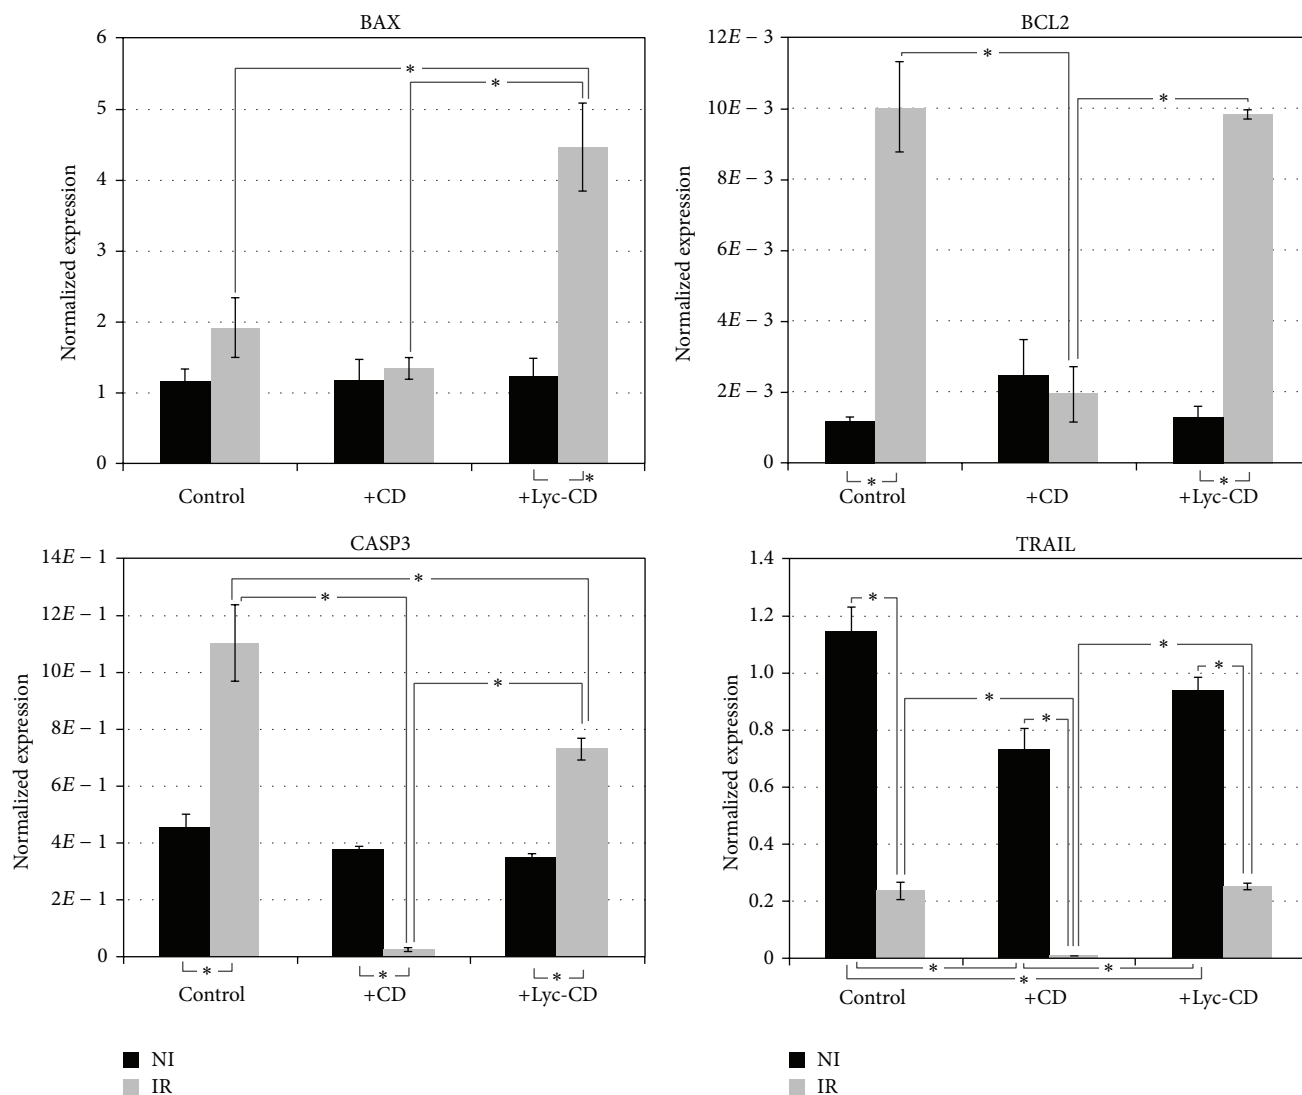 BAX
Normalized expression
6
5
4
3
2
1
0
*
*
*
Control
+CD
+Lyc-CD
BCL2
Normalized expression
12E − 3
10E − 3
8E − 3
6E − 3
4E − 3
2E − 3
0
*
*
*
*
Control
+CD
+Lyc-CD
CASP3
Normalized expression
14E − 1
12E − 1
10E − 1
8E − 1
6E − 1
4E − 1
2E − 1
0
*
*
*
*
*
*
Control
+CD
+Lyc-CD
NI
IR
TRAIL
Normalized expression
1.4
1.2
1.0
0.8
0.6
0.4
0.2
0
*
*
*
*
*
*
*
*
Control
+CD
+Lyc-CD
NI
IR